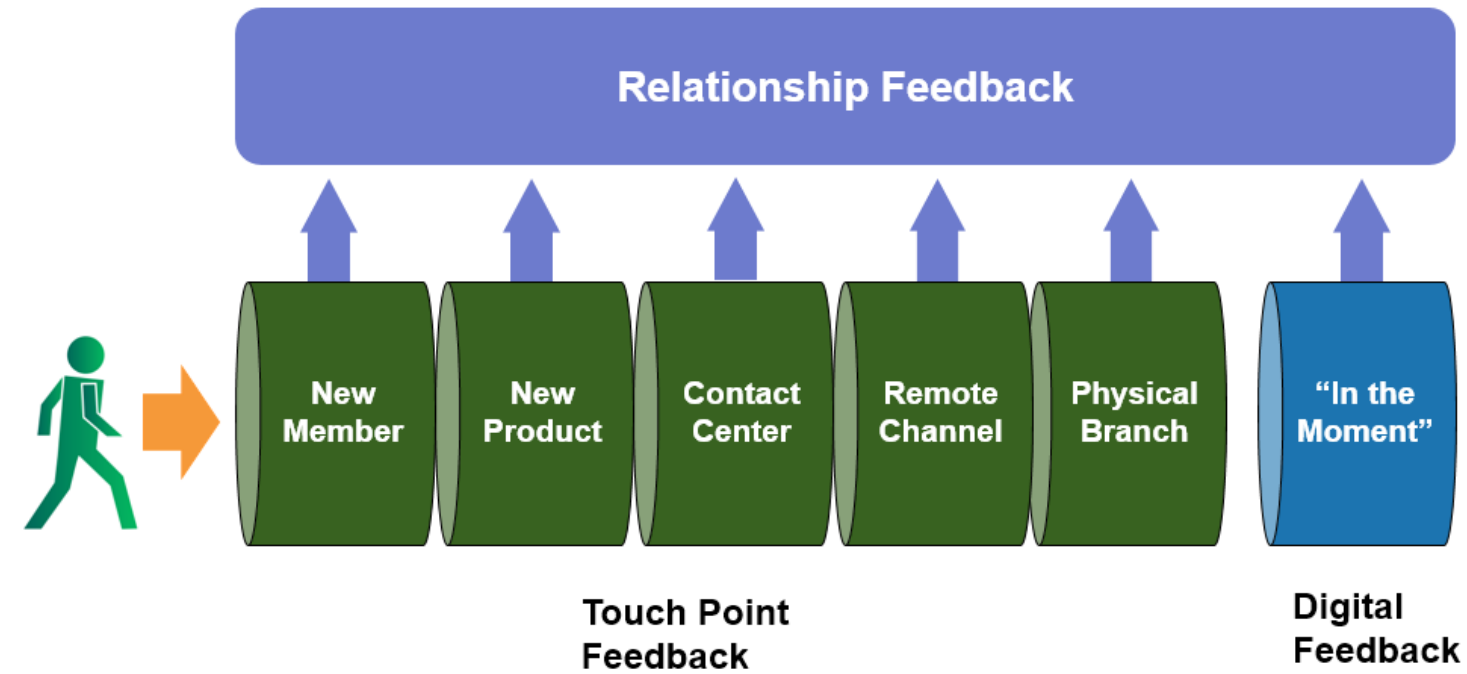 Relationship Feedback
New
Member
New
Product
Contact
Center
Remote
Channel
Physical
Branch
“In the
Moment”
Touch Point
Feedback
Digital
Feedback